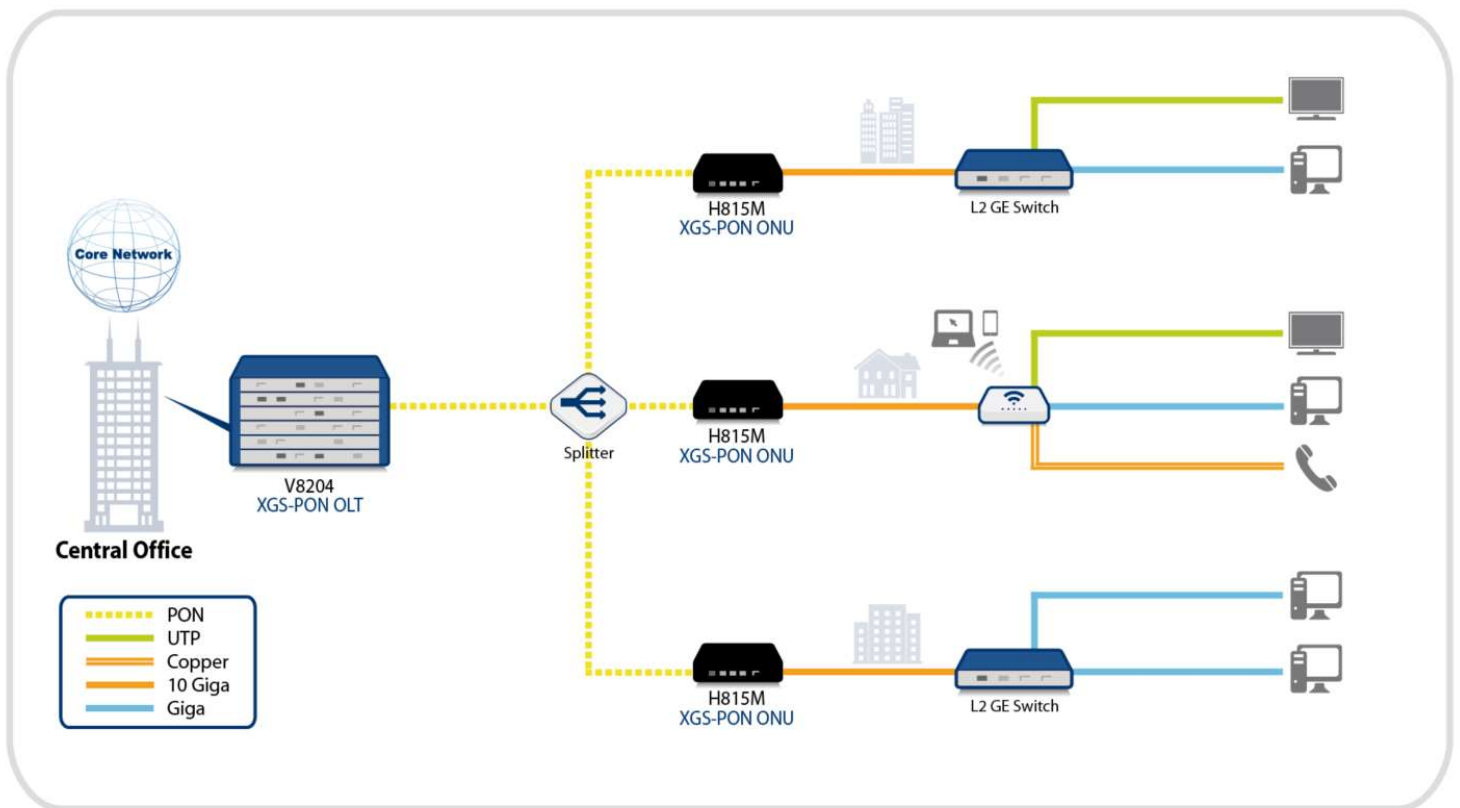 Core Network
Central Office
V8204
XGS-PON OLT
Splitter
H815M
XGS-PON ONU
L2 GE Switch
H815M
XGS-PON ONU
H815M
XGS-PON ONU
L2 GE Switch
PON
UTP
Copper
10 Giga
Giga